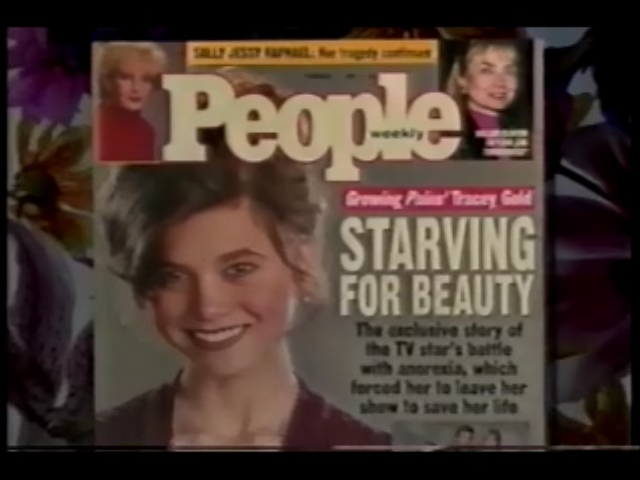 SALLY JESSY RAPHAEL: Her tragedy continues
People
weekly
Growing Pains' Tracey Gold
STARVING
FOR BEAUTY
The exclusive story of
the TV star's battle
with anorexia, which
forced her to leave her
show to save her life